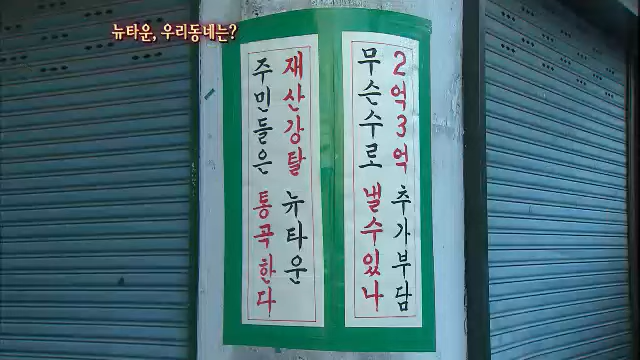 뉴타운, 우리동네는?
2억3억 추가부담
무슨수로 낼수있나
재산강탈 뉴타운
주민들은 통곡한다